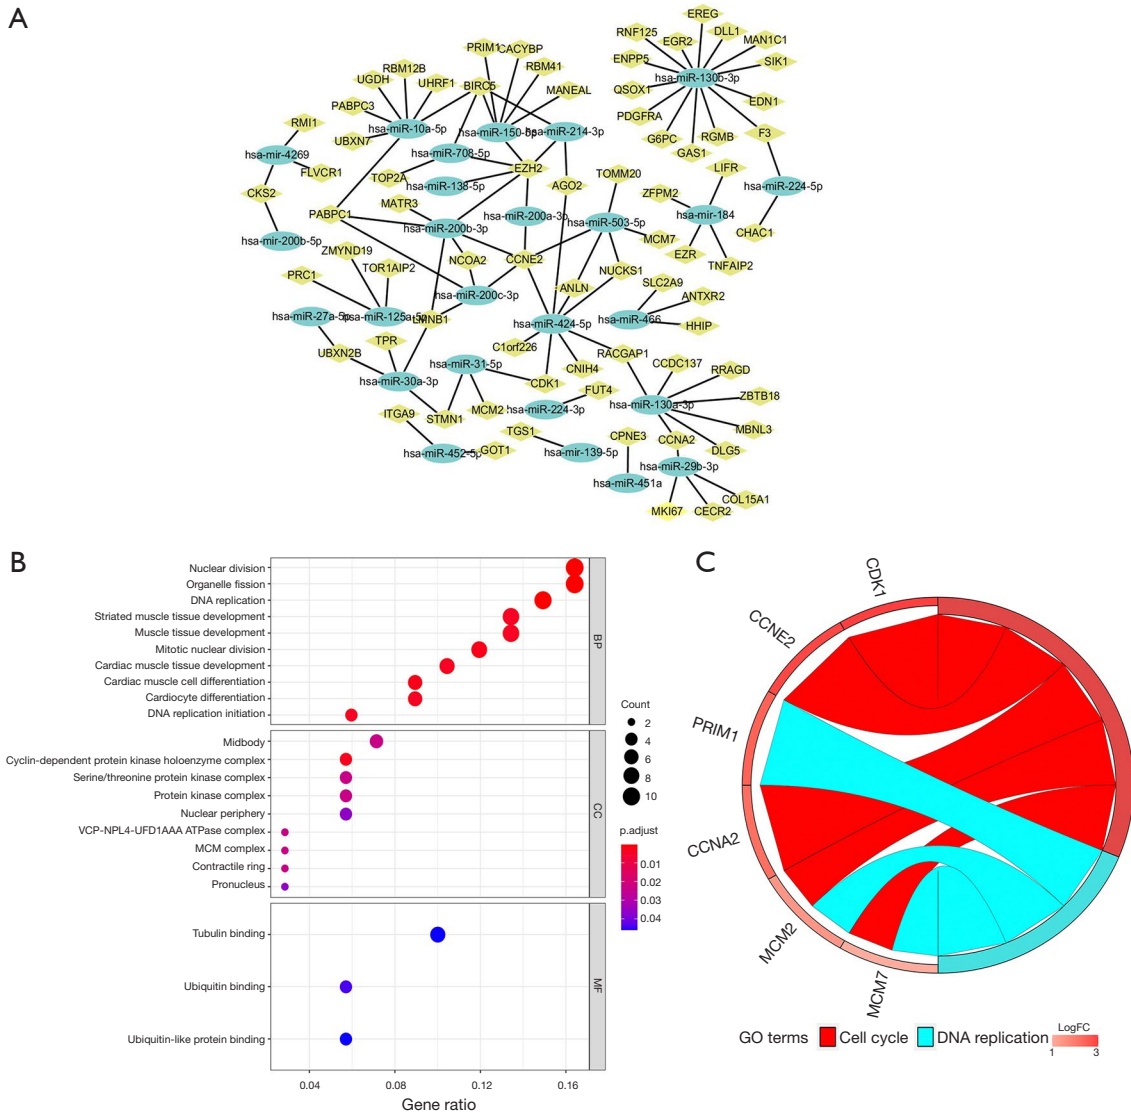 A
EREG
RNF125
DLL1
EGR2
MAN1C1
ENPP5
SIK1
hsa-miR-130b-3p
QSOX1
EDN1
PDGFRA
F3
G6PC
RGMB
GAS1
LIFR
hsa-miR-224-5p
ZFPM2
hsa-mir-184
CHAC1
EZR
TNFAIP2
PRIM1
CACYBP
RBM12B
RBM41
UGDH
UHRF1
BIRC5
MANEAL
PABPC3
RMI1
hsa-miR-10a-5p
hsa-miR-150-5p
hsa-miR-214-3p
UBXN7
hsa-mir-4269
hsa-miR-708-5p
FLVCR1
EZH2
TOMM20
TOP2A
hsa-miR-138-5p
AGO2
CKS2
MATR3
PABPC1
hsa-miR-200a-3p
hsa-miR-200b-3p
hsa-miR-503-5p
hsa-mir-200b-5p
MCM7
ZMYND19
NCOA2
CCNE2
TOR1AIP2
NUCKS1
PRC1
SLC2A9
ANLN
hsa-miR-200c-3p
ANTXR2
hsa-miR-27a-5p
hsa-miR-125a-5p
LMNB1
hsa-miR-424-5p
hsa-miR-466
HHIP
TPR
C1orf226
UBXN2B
RACGAP1
hsa-miR-31-5p
CNIH4
CCDC137
RRAGD
hsa-miR-30a-3p
CDK1
FUT4
ZBTB18
ITGA9
STMN1
MCM2
hsa-miR-224-3p
hsa-miR-130a-3p
MBNL3
TGS1
CPNE3
CCNA2
DLG5
hsa-miR-452-5p
GOT1
hsa-mir-139-5p
hsa-miR-29b-3p
hsa-miR-451a
COL15A1
MKI67
CECR2
B
Nuclear division
Organelle fission
DNA replication
Striated muscle tissue development
Muscle tissue development
Mitotic nuclear division
Cardiac muscle tissue development
Cardiac muscle cell differentiation
Cardiocyte differentiation
DNA replication initiation
BP
Midbody
Cyclin-dependent protein kinase holoenzyme complex
Serine/threonine protein kinase complex
Protein kinase complex
Nuclear periphery
VCP-NPL4-UFD1AAA ATPase complex
MCM complex
Contractile ring
Pronucleus
CC
Tubulin binding
Ubiquitin binding
Ubiquitin-like protein binding
MF
0.04
0.08
0.12
0.16
Gene ratio
Count
2
4
6
8
10
p.adjust
0.01
0.02
0.03
0.04
C
CDK1
CCNE2
PRIM1
CCNA2
MCM2
MCM7
GO terms
Cell cycle
DNA replication
LogFC
1
3